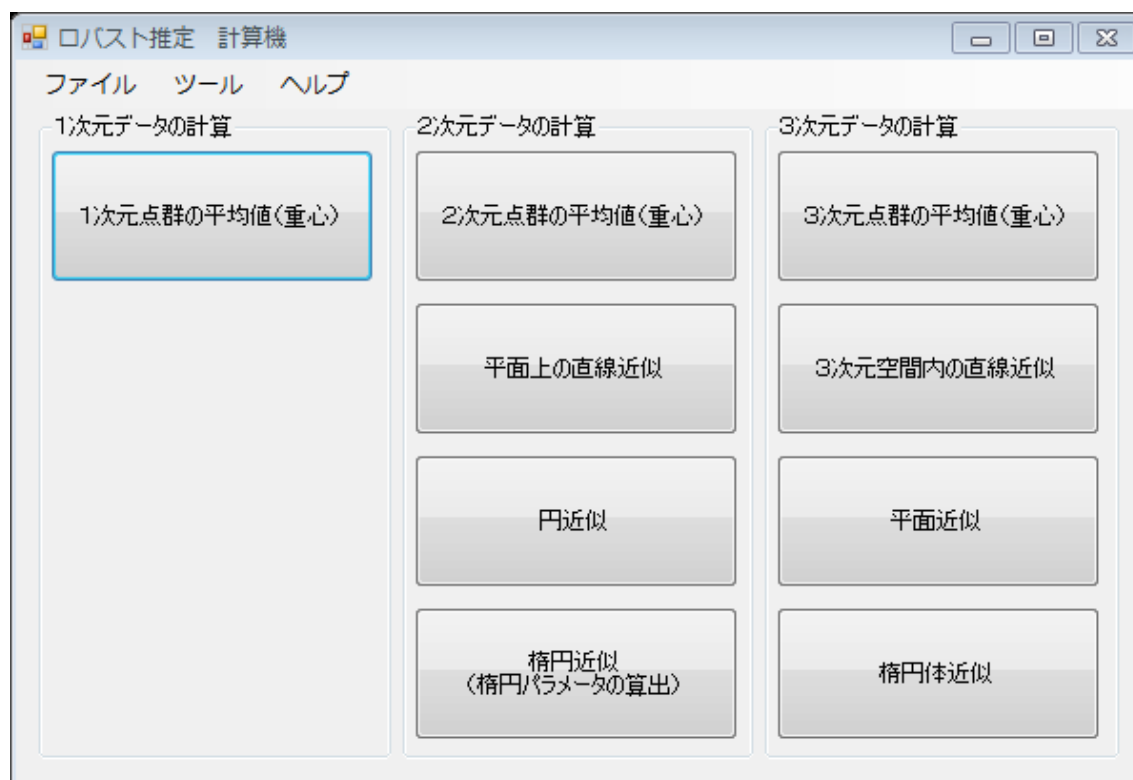 ロバスト推定　計算機
ファイル　ツール　ヘルプ
1次元データの計算
1次元点群の平均値(重心)
2次元データの計算
2次元点群の平均値(重心)
平面上の直線近似
円近似
楕円近似
(楕円パラメータの算出)
3次元データの計算
3次元点群の平均値(重心)
3次元空間内の直線近似
平面近似
楕円体近似